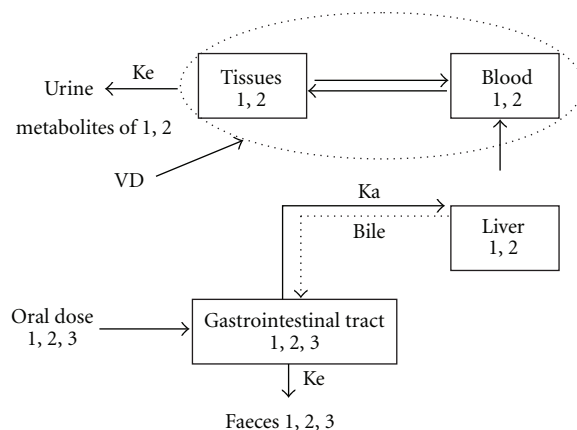 Ke
Urine
Tissues
1, 2
Blood
1, 2
metabolites of 1, 2
VD
Ka
Bile
Liver
1, 2
Oral dose
1, 2, 3
Gastrointestinal tract
1, 2, 3
Ke
Faeces 1, 2, 3